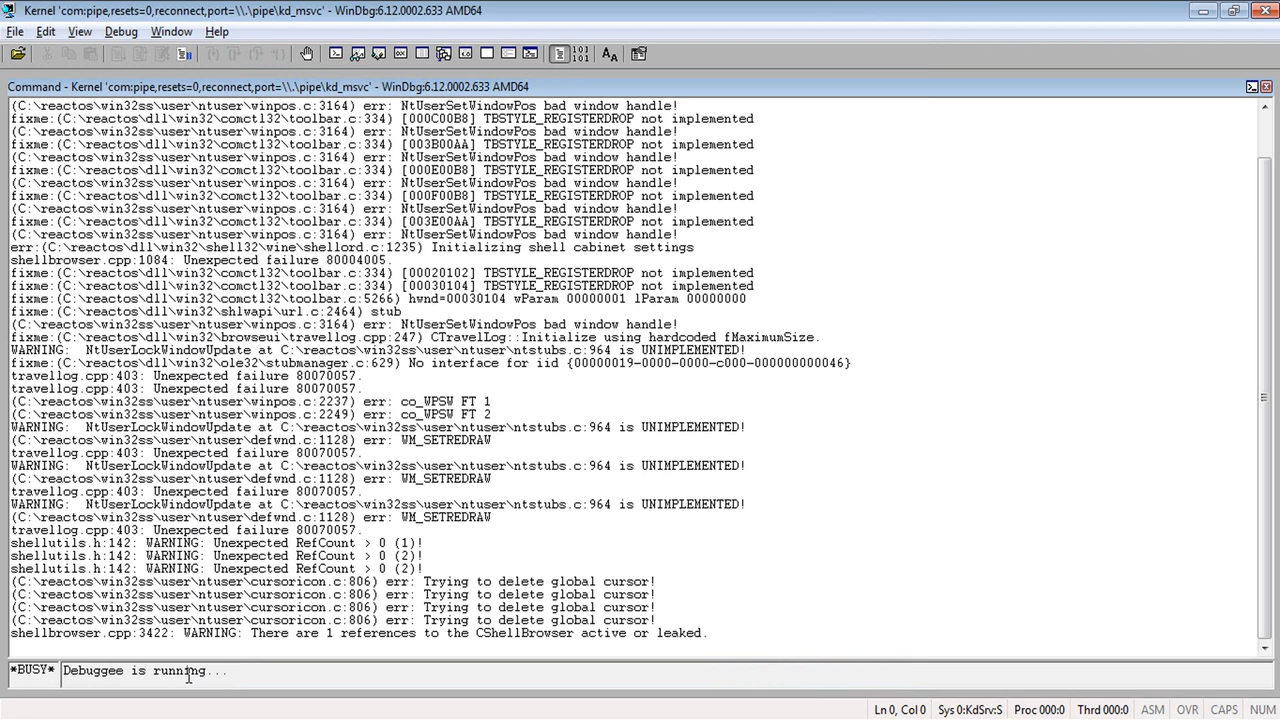 Kernel 'com:pipe,resets=0,reconnect,port=\\.\pipe\kd_msvc' - WinDbg:6.12.0002.633 AMD64
File Edit View Debug Window Help
Command - Kernel 'com:pipe,resets=0,reconnect,port=\\.\pipe\kd_msvc' - WinDbg:6.12.0002.633 AMD64
(C:\reactos\win32ss\user\ntuser\winpos.c:3164) err: NtUserSetWindowPos bad window handle!
fixme:(C:\reactos\dll\win32\comctl32\toolbar.c:334) [000C00B8] TBSTYLE_REGISTERDROP not implemented
(C:\reactos\win32ss\user\ntuser\winpos.c:3164) err: NtUserSetWindowPos bad window handle!
fixme:(C:\reactos\dll\win32\comctl32\toolbar.c:334) [003B00AA] TBSTYLE_REGISTERDROP not implemented
(C:\reactos\win32ss\user\ntuser\winpos.c:3164) err: NtUserSetWindowPos bad window handle!
fixme:(C:\reactos\dll\win32\comctl32\toolbar.c:334) [000E00B8] TBSTYLE_REGISTERDROP not implemented
(C:\reactos\win32ss\user\ntuser\winpos.c:3164) err: NtUserSetWindowPos bad window handle!
fixme:(C:\reactos\dll\win32\comctl32\toolbar.c:334) [000F00B8] TBSTYLE_REGISTERDROP not implemented
(C:\reactos\win32ss\user\ntuser\winpos.c:3164) err: NtUserSetWindowPos bad window handle!
fixme:(C:\reactos\dll\win32\comctl32\toolbar.c:334) [003E00AA] TBSTYLE_REGISTERDROP not implemented
(C:\reactos\win32ss\user\ntuser\winpos.c:3164) err: NtUserSetWindowPos bad window handle!
err:(C:\reactos\dll\win32\shell32\wine\shellord.c:1235) Initializing shell cabinet settings
shellbrowser.cpp:1084: Unexpected failure 80004005.
fixme:(C:\reactos\dll\win32\comctl32\toolbar.c:334) [00020102] TBSTYLE_REGISTERDROP not implemented
fixme:(C:\reactos\dll\win32\comctl32\toolbar.c:334) [00030104] TBSTYLE_REGISTERDROP not implemented
fixme:(C:\reactos\dll\win32\comctl32\toolbar.c:5266) hwnd=00030104 wParam 00000001 lParam 00000000
fixme:(C:\reactos\dll\win32\shlwapi\url.c:2464) stub
(C:\reactos\win32ss\user\ntuser\winpos.c:3164) err: NtUserSetWindowPos bad window handle!
fixme:(C:\reactos\dll\win32\browseui\travellog.cpp:247) CTravelLog::Initialize using hardcoded fMaximumSize.
WARNING:  NtUserLockWindowUpdate at C:\reactos\win32ss\user\ntuser\ntstubs.c:964 is UNIMPLEMENTED!
fixme:(C:\reactos\dll\win32\ole32\stubmanager.c:629) No interface for iid {00000019-0000-0000-c000-000000000046}
travellog.cpp:403: Unexpected failure 80070057.
travellog.cpp:403: Unexpected failure 80070057.
(C:\reactos\win32ss\user\ntuser\winpos.c:2237) err: co_WPSW FT 1
(C:\reactos\win32ss\user\ntuser\winpos.c:2249) err: co_WPSW FT 2
WARNING:  NtUserLockWindowUpdate at C:\reactos\win32ss\user\ntuser\ntstubs.c:964 is UNIMPLEMENTED!
(C:\reactos\win32ss\user\ntuser\defwnd.c:1128) err: WM_SETREDRAW
travellog.cpp:403: Unexpected failure 80070057.
WARNING:  NtUserLockWindowUpdate at C:\reactos\win32ss\user\ntuser\ntstubs.c:964 is UNIMPLEMENTED!
(C:\reactos\win32ss\user\ntuser\defwnd.c:1128) err: WM_SETREDRAW
travellog.cpp:403: Unexpected failure 80070057.
WARNING:  NtUserLockWindowUpdate at C:\reactos\win32ss\user\ntuser\ntstubs.c:964 is UNIMPLEMENTED!
(C:\reactos\win32ss\user\ntuser\defwnd.c:1128) err: WM_SETREDRAW
travellog.cpp:403: Unexpected failure 80070057.
shellutils.h:142: WARNING: Unexpected RefCount > 0 (1)!
shellutils.h:142: WARNING: Unexpected RefCount > 0 (2)!
shellutils.h:142: WARNING: Unexpected RefCount > 0 (2)!
(C:\reactos\win32ss\user\ntuser\cursoricon.c:806) err: Trying to delete global cursor!
(C:\reactos\win32ss\user\ntuser\cursoricon.c:806) err: Trying to delete global cursor!
(C:\reactos\win32ss\user\ntuser\cursoricon.c:806) err: Trying to delete global cursor!
(C:\reactos\win32ss\user\ntuser\cursoricon.c:806) err: Trying to delete global cursor!
shellbrowser.cpp:3422: WARNING: There are 1 references to the CShellBrowser active or leaked.
*BUSY* Debuggee is running...
Ln 0, Col 0 Sys 0:KdSrv:S Proc 000:0 Thrd 000:0 ASM OVR CAPS NUM